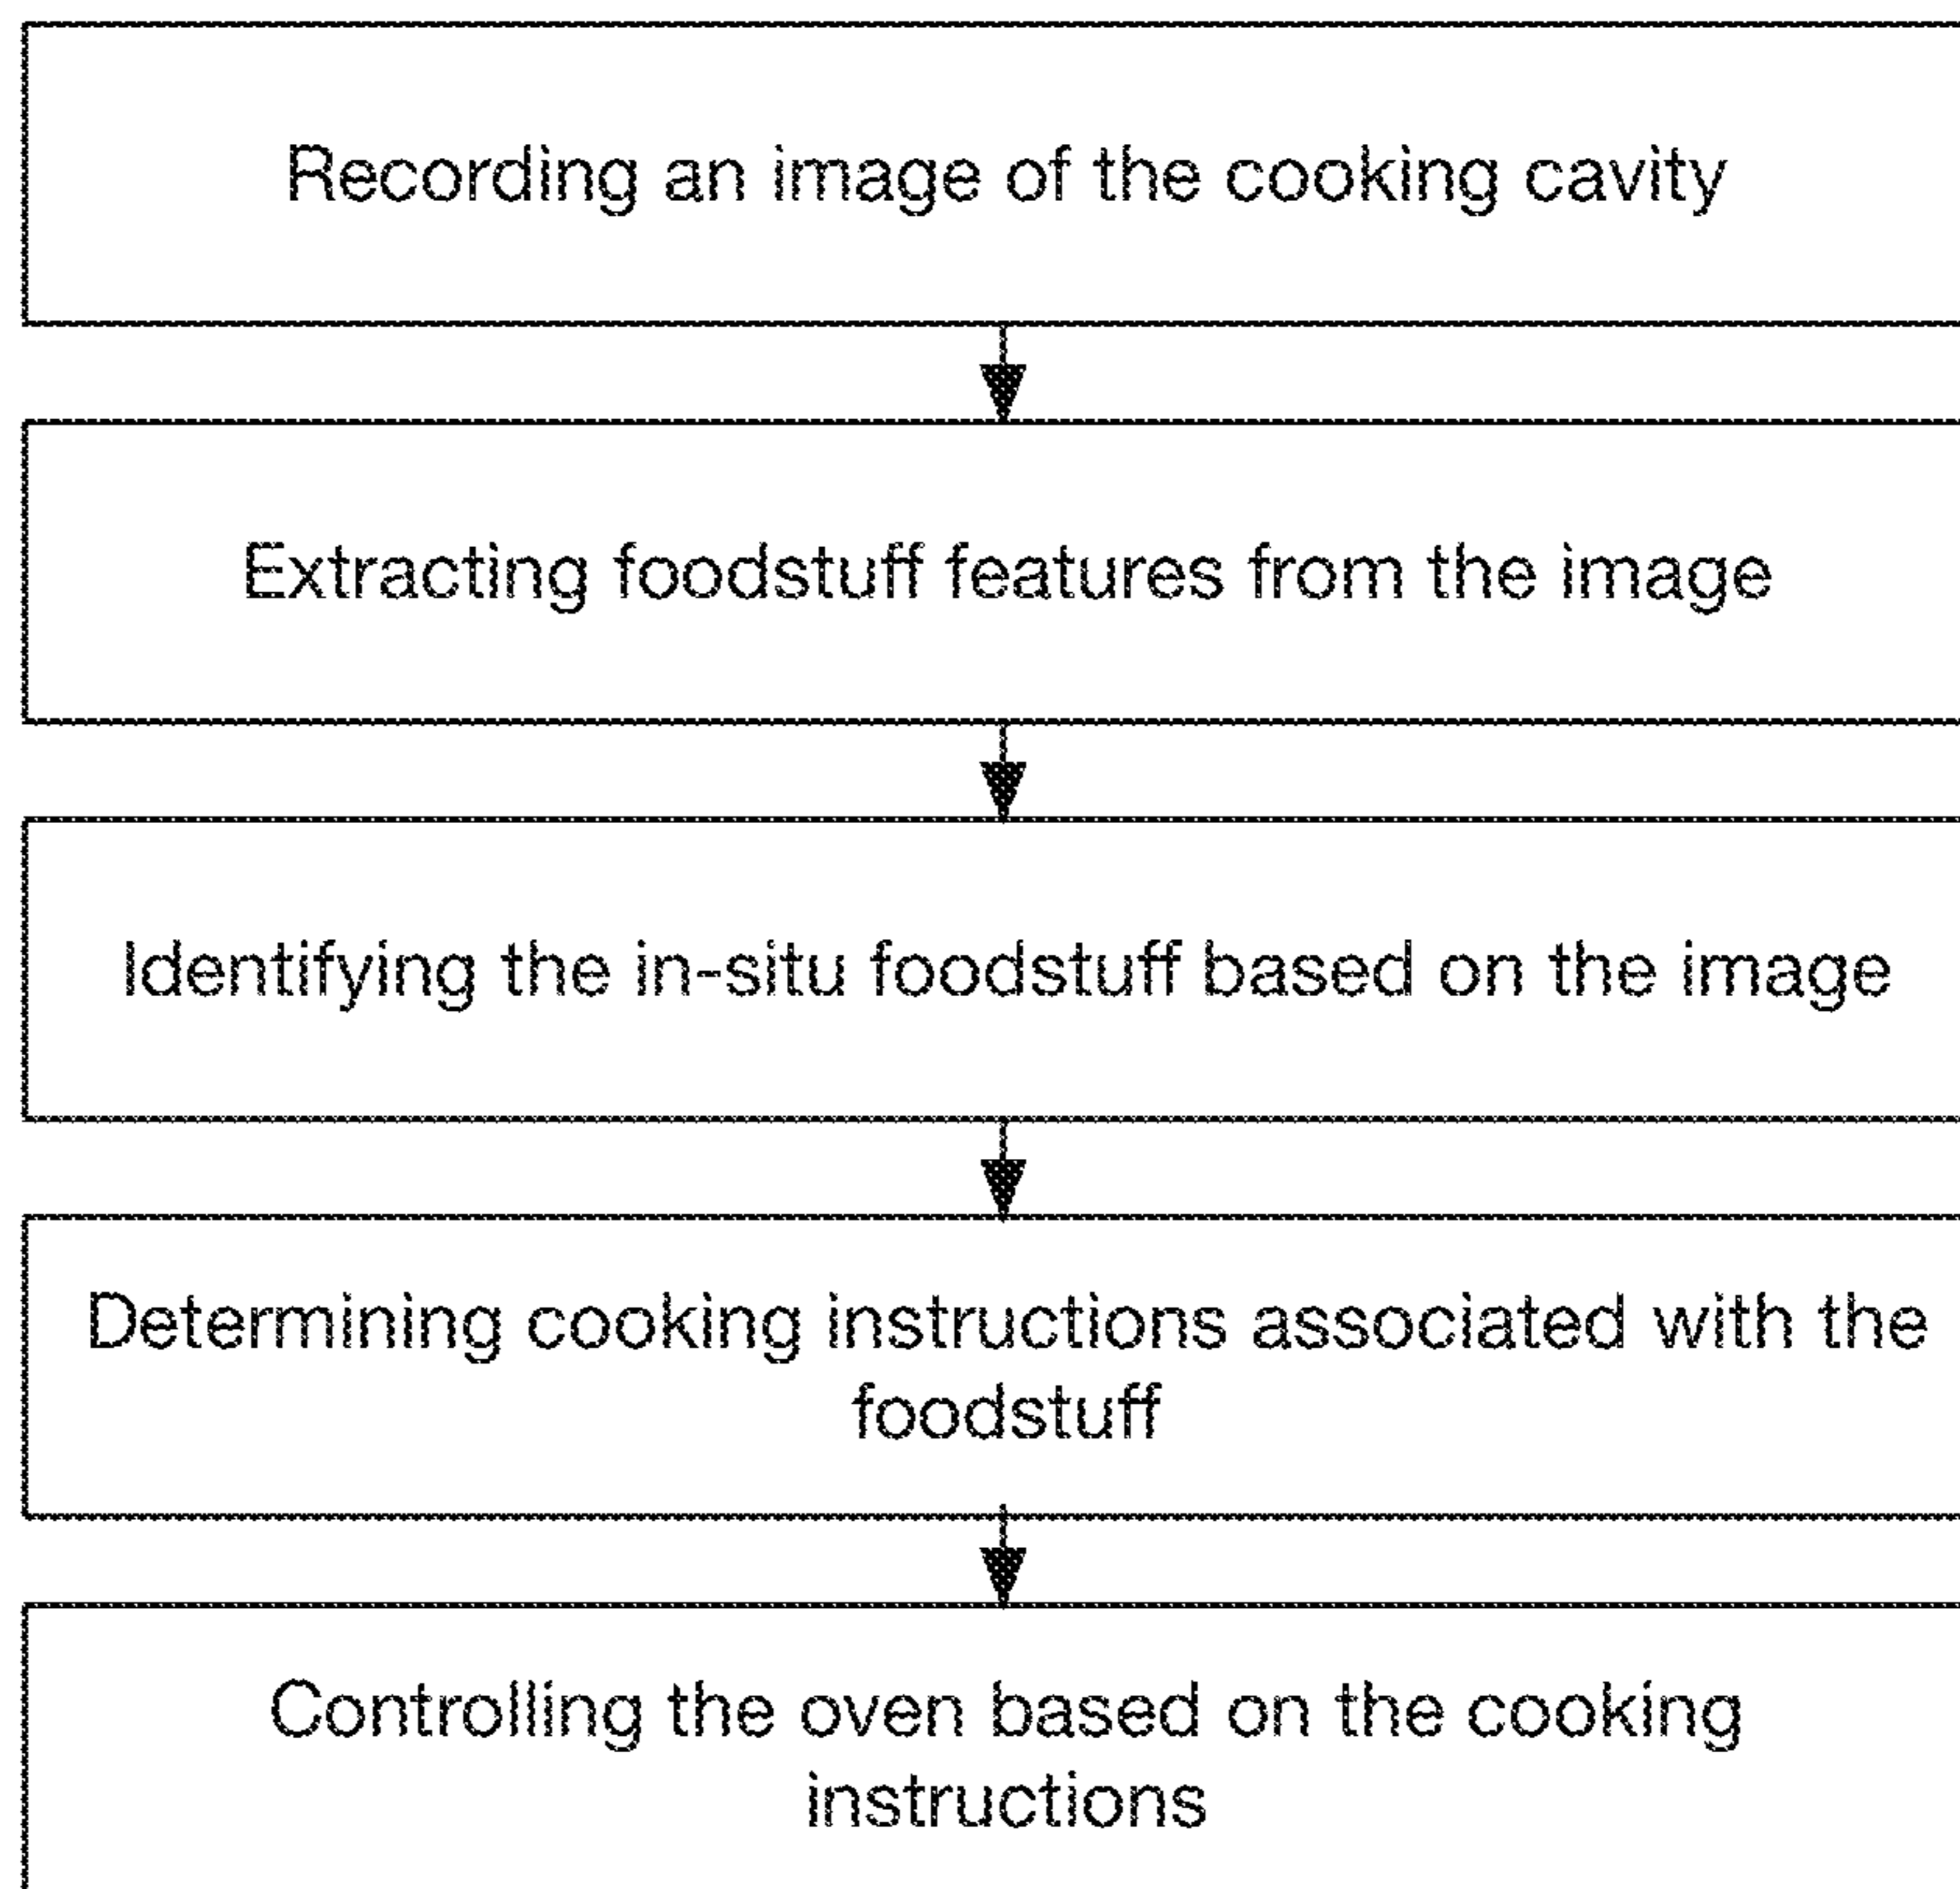 Recording an image of the cooking cavity
Extracting foodstuff features from the image
Identifying the in-situ foodstuff based on the image
Determining cooking instructions associated with the
foodstuff
Controlling the oven based on the cooking
instructions